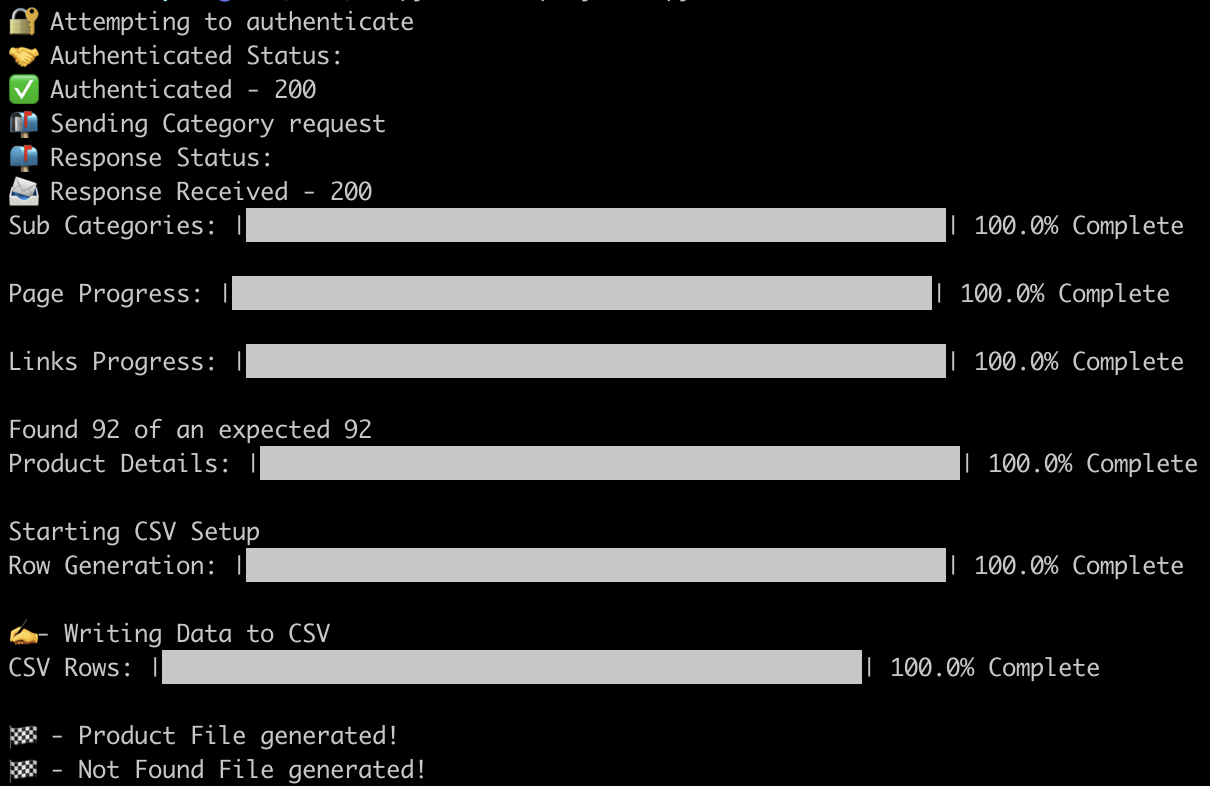 🔐 Attempting to authenticate
🤝 Authenticated Status:
✅ Authenticated - 200
📬 Sending Category request
📫 Response Status:
📨 Response Received - 200
Sub Categories: |██████████████████████████████████████████████████| 100.0% Complete
Page Progress: |██████████████████████████████████████████████████| 100.0% Complete
Links Progress: |██████████████████████████████████████████████████| 100.0% Complete
Found 92 of an expected 92
Product Details: |██████████████████████████████████████████████████| 100.0% Complete
Starting CSV Setup
Row Generation: |██████████████████████████████████████████████████| 100.0% Complete
✍️- Writing Data to CSV
CSV Rows: |██████████████████████████████████████████████████| 100.0% Complete
🏁 - Product File generated!
🏁 - Not Found File generated!